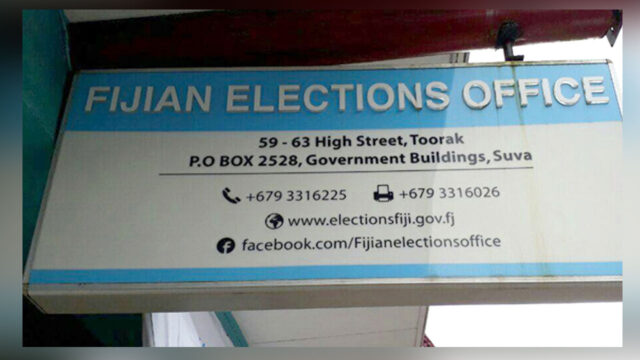 FIJIAN ELECTIONS OFFICE
59 - 63 High Street, Toorak
P.O BOX 2528, Government Buildings, Suva
+679 3316225 +679 3316026
www.electionsfiji.gov.fj
facebook.com/Fijianelectionsoffice